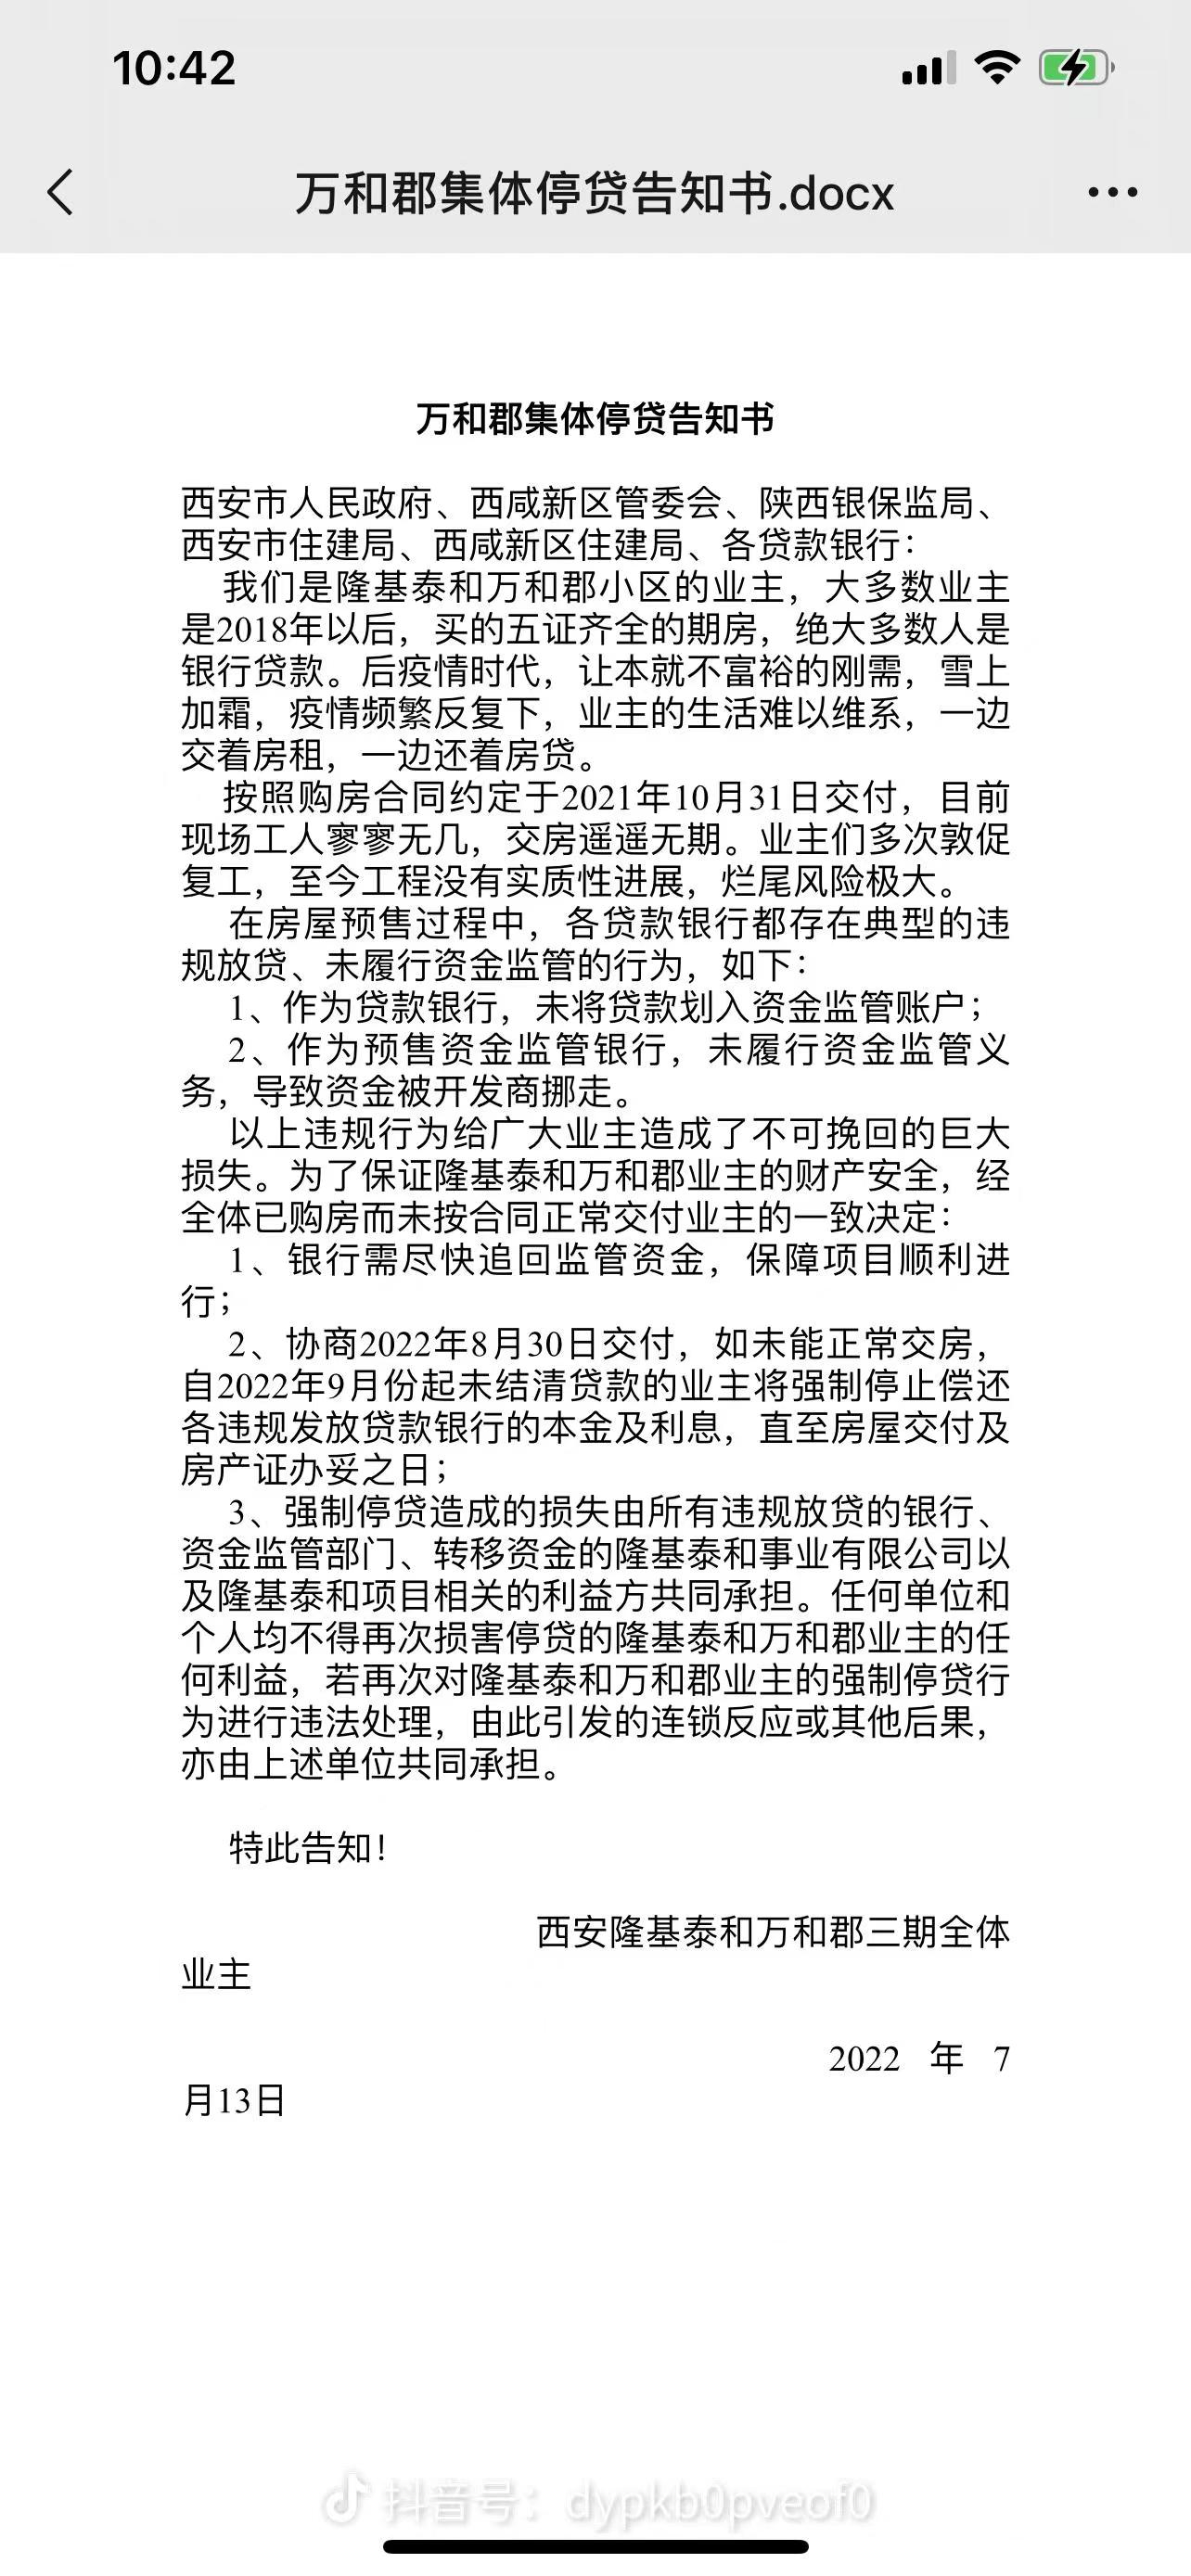 10:42
万和郡集体停贷告知书.docx
万和郡集体停贷告知书
西安市人民政府、西咸新区管委会、陕西银保监局、
西安市住建局、西咸新区住建局、各贷款银行：
我们是隆基泰和万和郡小区的业主，大多数业主
是2018年以后，买的五证齐全的期房，绝大多数人是
银行贷款。后疫情时代，让本就不富裕的刚需，雪上
加霜，疫情频繁反复下，业主的生活难以维系，一边
交着房租，一边还着房贷。
按照购房合同约定于2021年10月31日交付，目前
现场工人寥寥无几，交房遥遥无期。业主们多次敦促
复工，至今工程没有实质性进展，烂尾风险极大。
在房屋预售过程中，各贷款银行都存在典型的违
规放贷、未履行资金监管的行为，如下：
1、作为贷款银行，未将贷款划入资金监管账户；
2、作为预售资金监管银行，未履行资金监管义
务，导致资金被开发商挪走。
以上违规行为给广大业主造成了不可挽回的巨大
损失。为了保证隆基泰和万和郡业主的财产安全，经
全体已购房而未按合同正常交付业主的一致决定：
1、银行需尽快追回监管资金，保障项目顺利进
行；
2、协商2022年8月30日交付，如未能正常交房，
自2022年9月份起未结清贷款的业主将强制停止偿还
各违规发放贷款银行的本金及利息，直至房屋交付及
房产证办妥之日；
3、强制停贷造成的损失由所有违规放贷的银行、
资金监管部门、转移资金的隆基泰和事业有限公司以
及隆基泰和项目相关的利益方共同承担。任何单位和
个人均不得再次损害停贷的隆基泰和万和郡业主的任
何利益，若再次对隆基泰和万和郡业主的强制停贷行
为进行违法处理，由此引发的连锁反应或其他后果，
亦由上述单位共同承担。
特此告知！
西安隆基泰和万和郡三期全体
业主
2022 年 7
月13日
抖音号：dypkb0pveof0